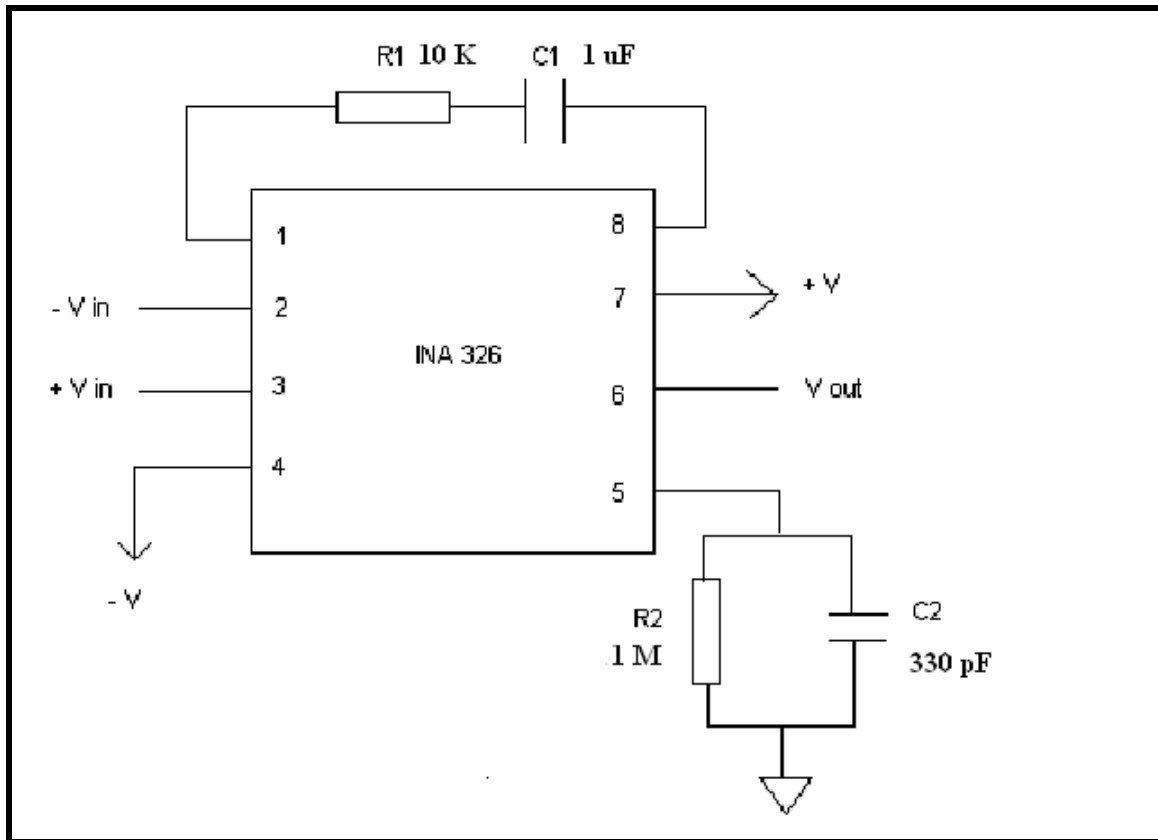 R1 10 K
C1 1 uF
1
8
- V in
2
7
+ V
INA 326
+ V in
3
6
V out
4
5
- V
R2
1 M
C2
330 pF